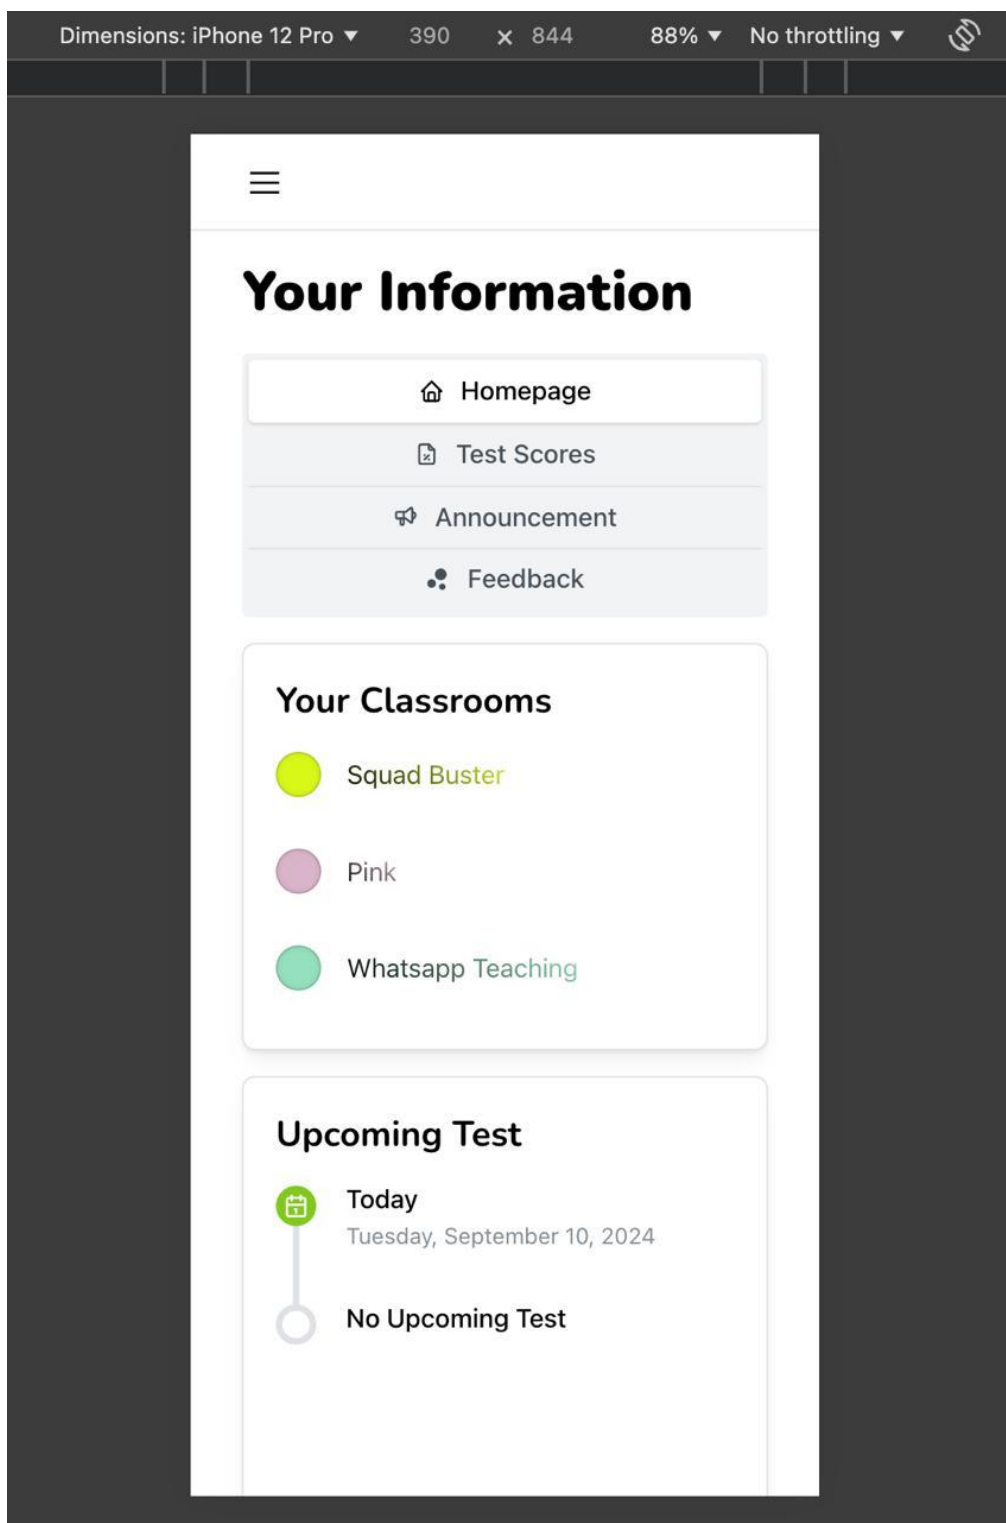 Dimensions: iPhone 12 Pro ▼ 390 × 844 88% ▼ No throttling ▼
Your Information
Homepage
Test Scores
Announcement
Feedback
Your Classrooms
Squad Buster
Pink
Whatsapp Teaching
Upcoming Test
Today
Tuesday, September 10, 2024
No Upcoming Test